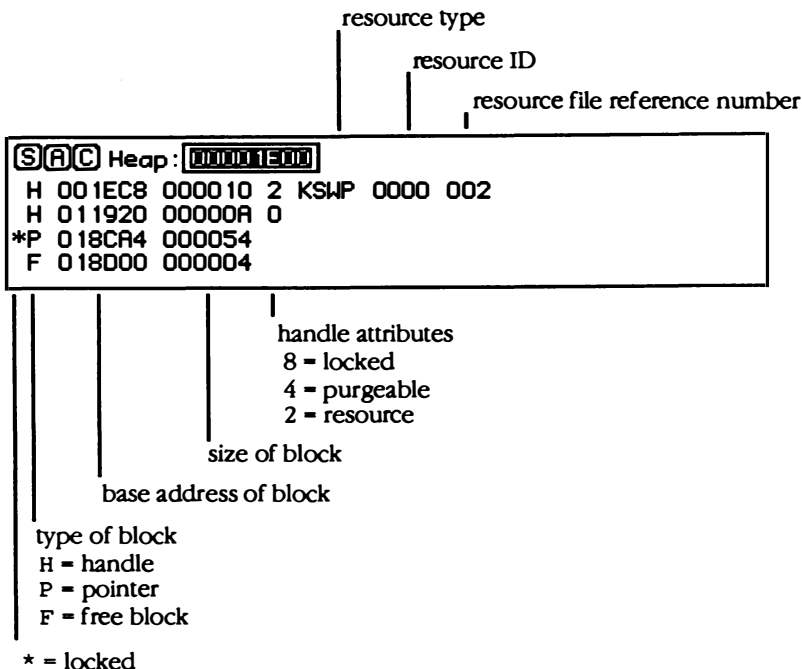 resource type
resource ID
resource file reference number
S A C Heap: 00001E00
H 001EC8 000010 2 KSWP 0000 002
H 011920 00000A 0
*P 018CA4 000054
F 018D00 000004
handle attributes
8 = locked
4 = purgeable
2 = resource
size of block
base address of block
type of block
H = handle
P = pointer
F = free block
* = locked